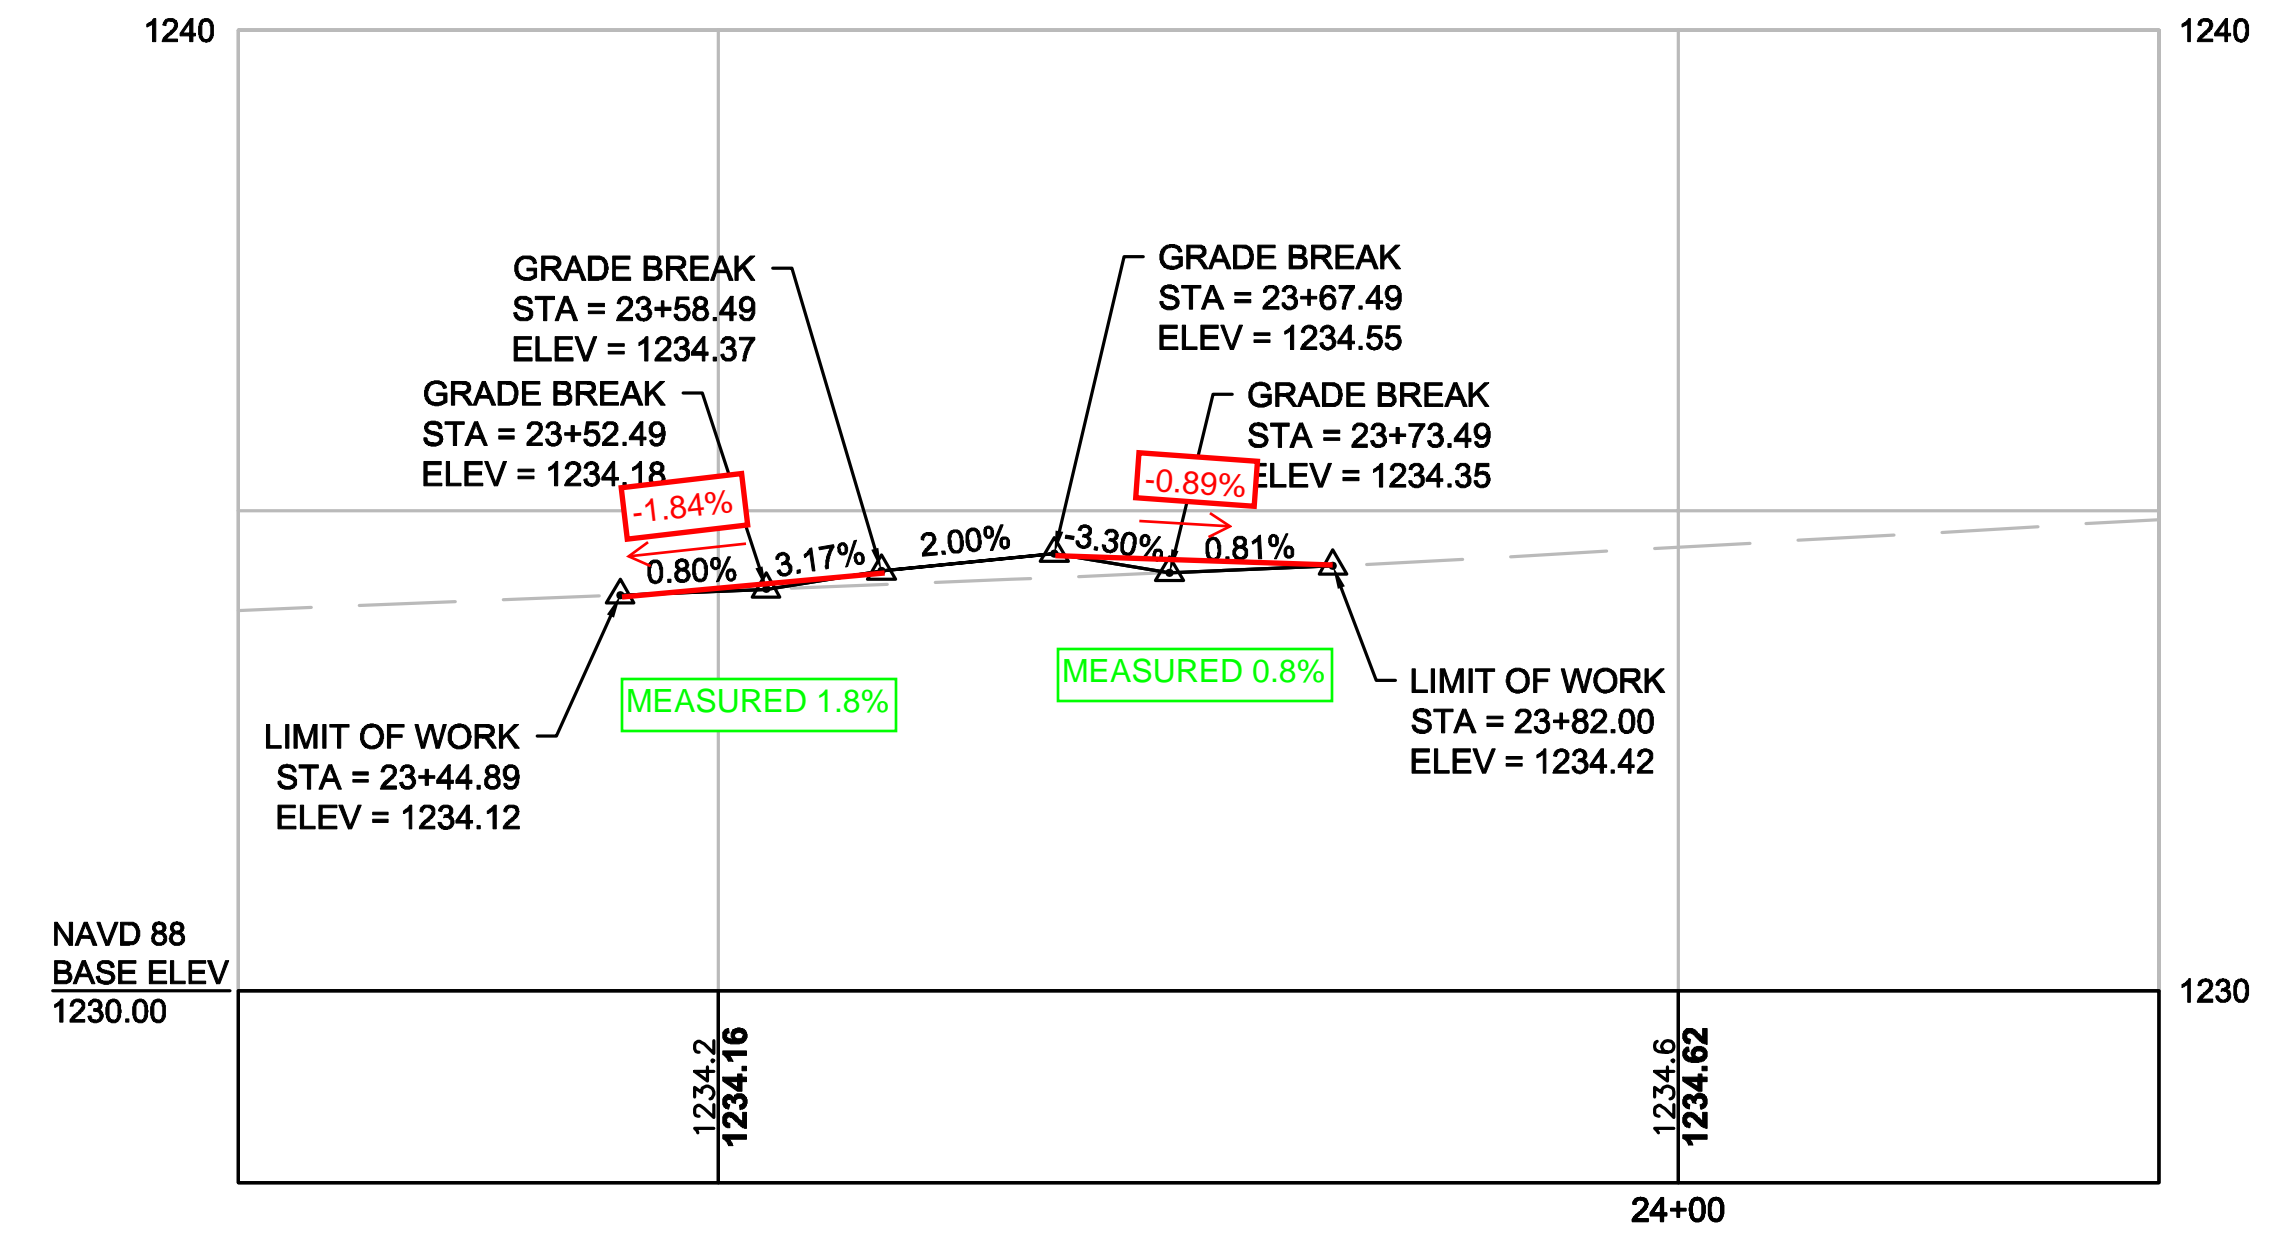 1240
1240
GRADE BREAK
STA = 23+58.49
ELEV = 1234.37
GRADE BREAK
STA = 23+67.49
ELEV = 1234.55
GRADE BREAK
STA = 23+52.49
ELEV = 1234.18
GRADE BREAK
STA = 23+73.49
ELEV = 1234.35
-1.84%
-0.89%
0.80%
3.17%
2.00%
-3.30%
0.81%
MEASURED 1.8%
MEASURED 0.8%
LIMIT OF WORK
STA = 23+44.89
ELEV = 1234.12
LIMIT OF WORK
STA = 23+82.00
ELEV = 1234.42
NAVD 88
BASE ELEV
1230.00
1230
1234.2
1234.16
1234.6
1234.62
24+00